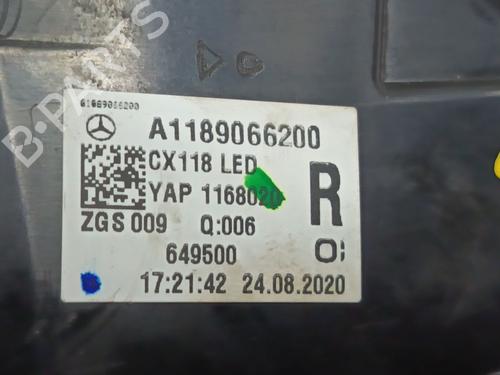 B-PARTS
A1189066200
A1189066200
CX118 LED
YAP 1168020
R
ZGS 009 Q:006
649500
17:21:42 24.08.2020